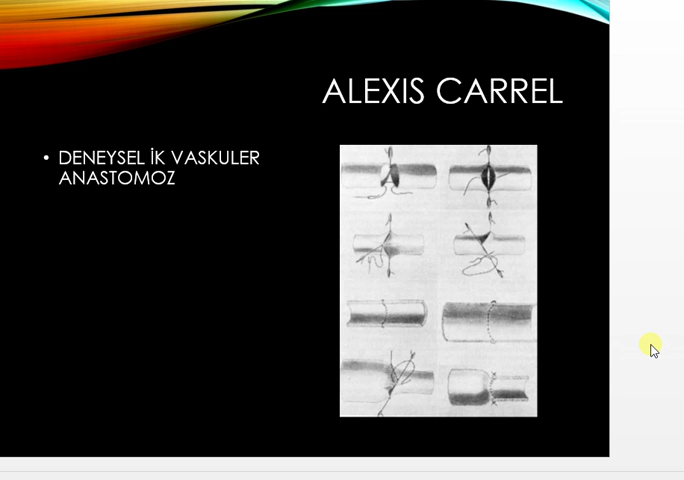 ALEXIS CARREL
• DENEYSEL İK VASKULER
ANASTOMOZ